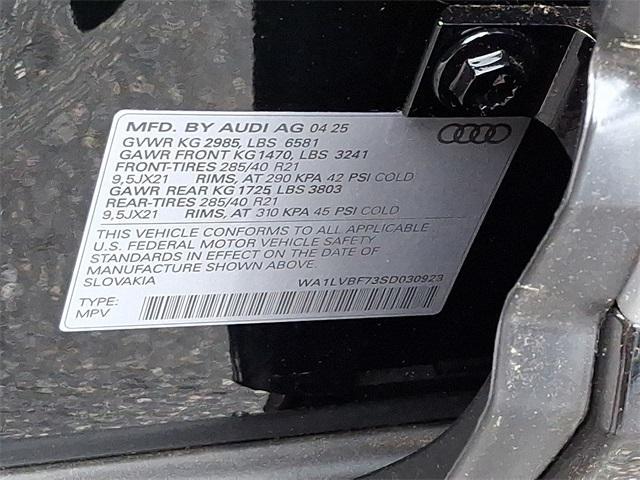 MFD. BY AUDI AG 04 25
GVWR KG 2985, LBS 6581
GAWR FRONT KG1470, LBS 3241
FRONT-TIRES 285/40 R21
9,5JX21 RIMS, AT 290 KPA 42 PSI COLD
GAWR REAR KG 1725 LBS 3803
REAR-TIRES 285/40 R21
9,5JX21 RIMS, AT 310 KPA 45 PSI COLD
THIS VEHICLE CONFORMS TO ALL APPLICABLE
U.S. FEDERAL MOTOR VEHICLE SAFETY
STANDARDS IN EFFECT ON THE DATE OF
MANUFACTURE SHOWN ABOVE.
SLOVAKIA WA1LVBF73SD030923
TYPE:
MPV